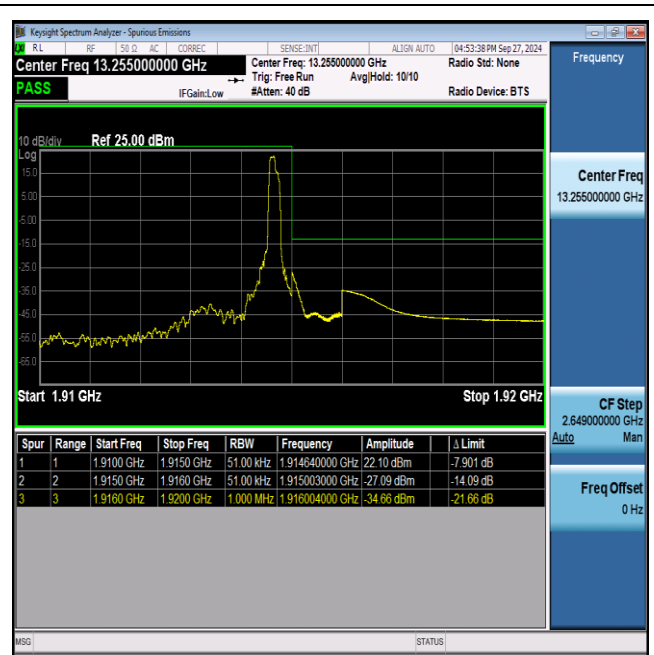 Keysight Spectrum Analyzer - Spurious Emissions
RL RF 50 Ω AC CORREC SENSE:INT ALIGN AUTO 04:53:38 PM Sep 27, 2024
Center Freq 13.255000000 GHz Center Freq: 13.255000000 GHz Radio Std: None Frequency
Trig: Free Run Avg|Hold: 10/10
PASS IFGain:Low #Atten: 40 dB Radio Device: BTS
10 dB/div Ref 25.00 dBm
Log
15.0
5.00
-5.00
-15.0
-25.0
-35.0
-45.0
-55.0
-65.0
Start 1.91 GHz Stop 1.92 GHz
Center Freq
13.255000000 GHz
CF Step
2.649000000 GHz
Auto Man
Freq Offset
0 Hz
Spur Range Start Freq Stop Freq RBW Frequency Amplitude Δ Limit
1 1 1.9100 GHz 1.9150 GHz 51.00 kHz 1.914640000 GHz 22.10 dBm -7.901 dB
2 2 1.9150 GHz 1.9160 GHz 51.00 kHz 1.915003000 GHz -27.09 dBm -14.09 dB
3 3 1.9160 GHz 1.9200 GHz 1.000 MHz 1.916004000 GHz -34.66 dBm -21.66 dB
MSG STATUS